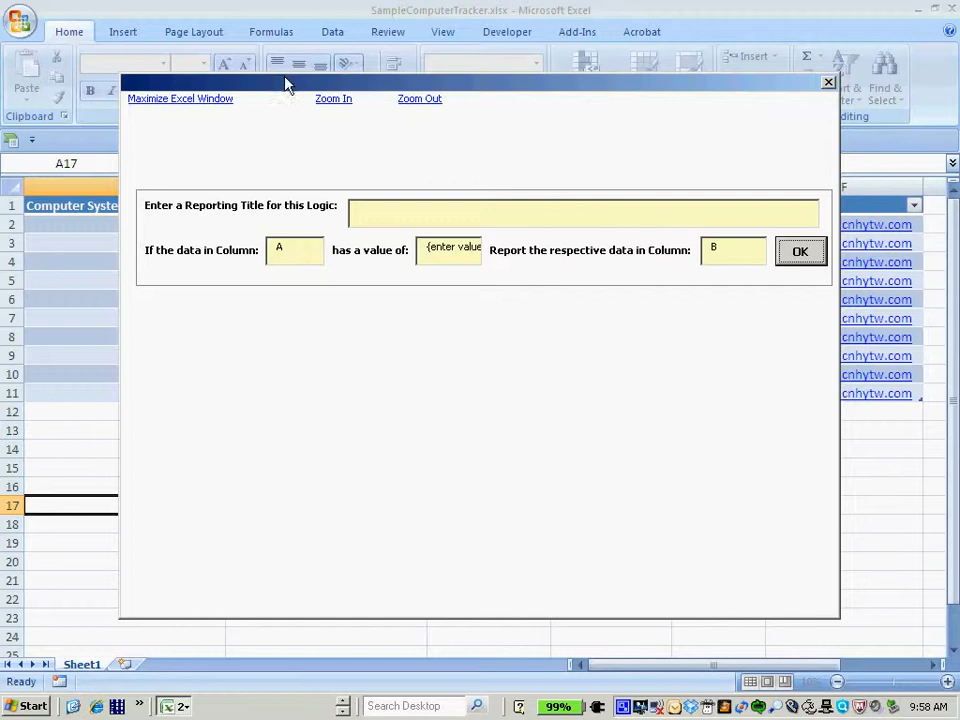 SampleComputerTracker.xlsx - Microsoft Excel
Home Insert Page Layout Formulas Data Review View Developer Add-Ins Acrobat
Paste
B
Insert
Σ
A A
Filter
Find &
Select
Clipboard
Editing
Maximize Excel Window Zoom In Zoom Out
A17
F
Enter a Reporting Title for this Logic:
If the data in Column: A has a value of: {enter value Report the respective data in Column: B OK
1 Computer Syste
2 cnhytw.com
3 cnhytw.com
4 cnhytw.com
5 cnhytw.com
6 cnhytw.com
7 cnhytw.com
8 cnhytw.com
9 cnhytw.com
10 cnhytw.com
11 cnhytw.com
12
13
14
15
16
17
18
19
20
21
22
23
24
25
Sheet1
Ready
Start 2 Search Desktop 99% 9:58 AM